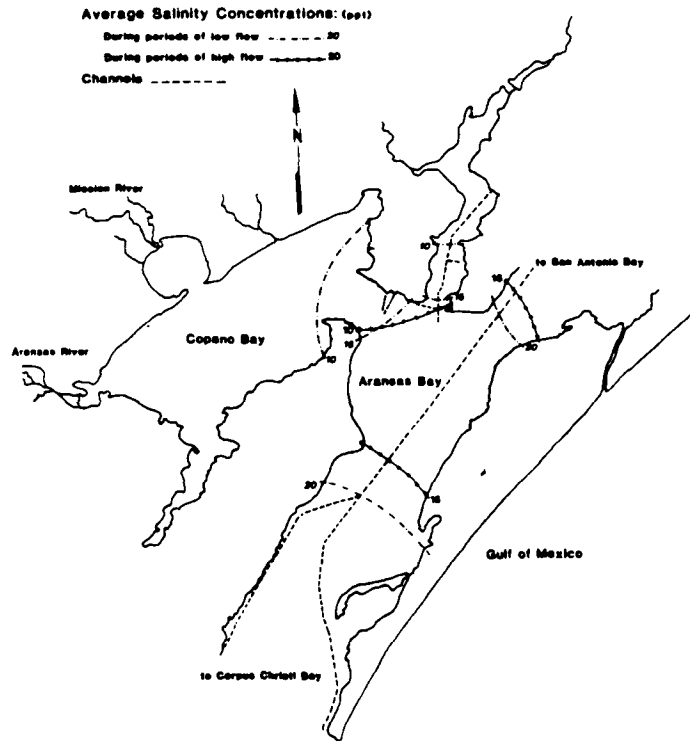 Average Salinity Concentrations: (ppt)
During periods of low flow 20
During periods of high flow 20
Channels
N
Mission River
10
to San Antonio Bay
15
15
Copano Bay
10
15
20
Aransas River
10
Aransas Bay
20
15
Gulf of Mexico
to Corpus Christi Bay